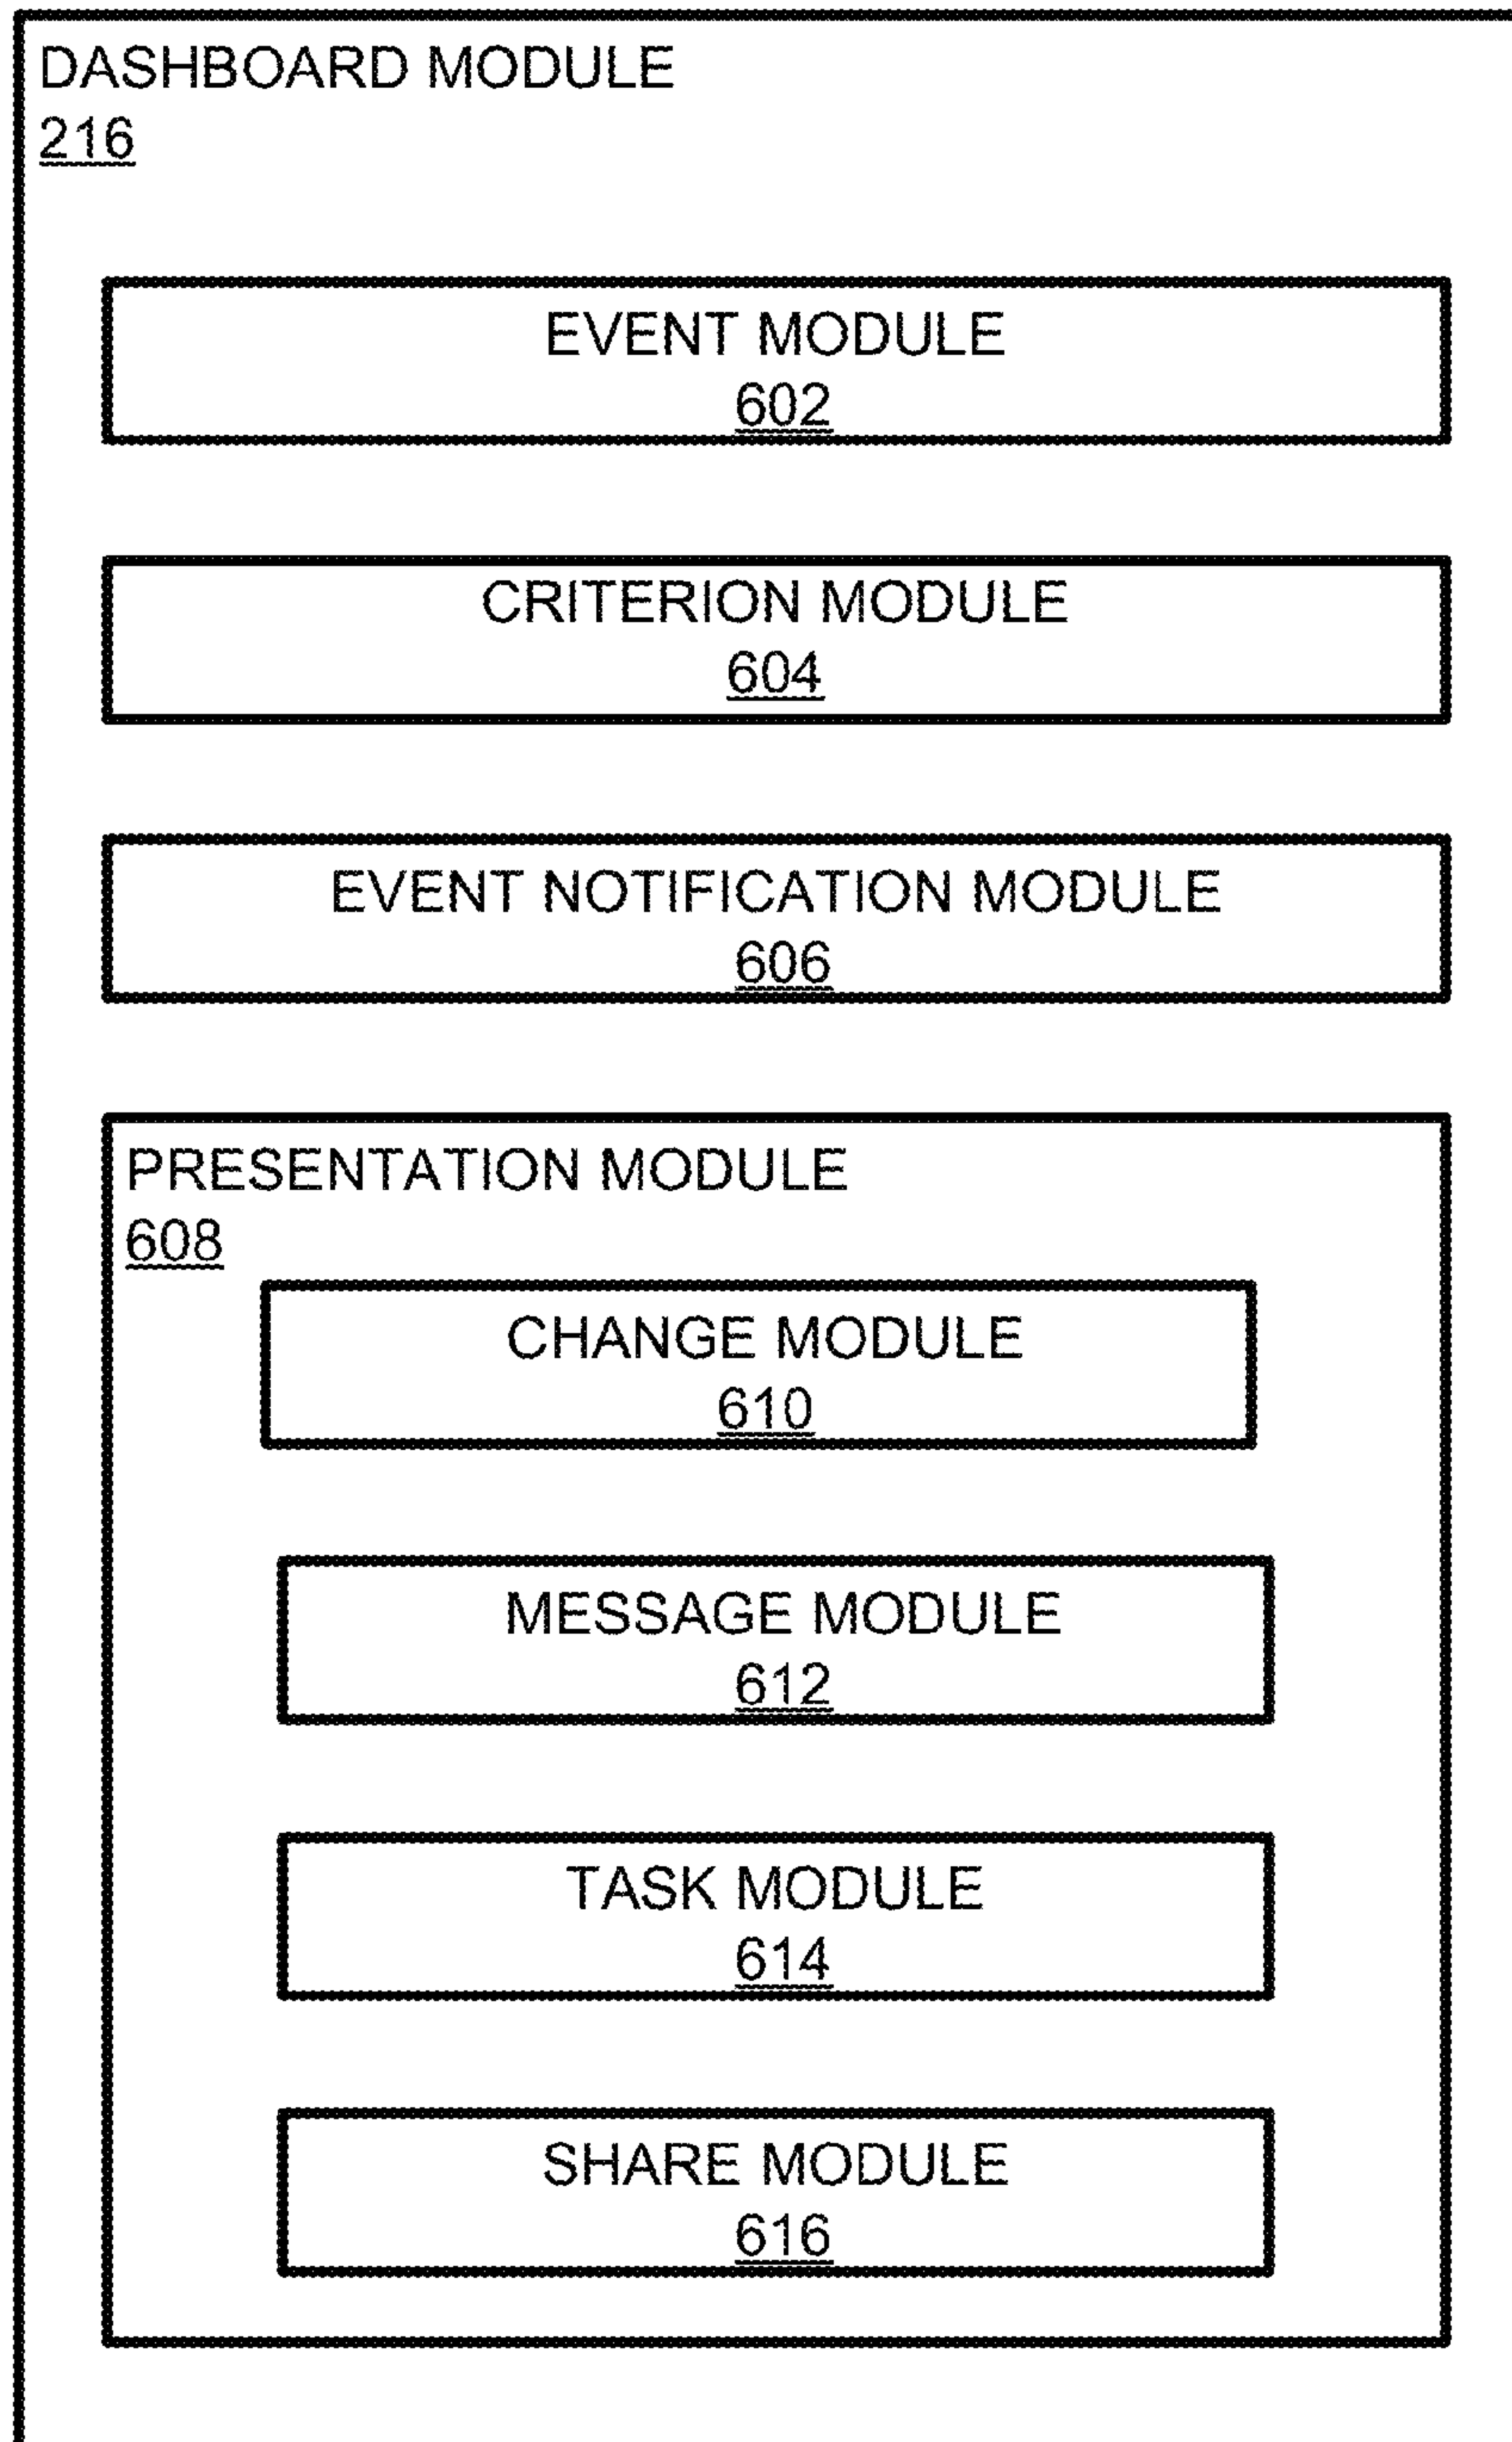 DASHBOARD MODULE
216
EVENT MODULE
602
CRITERION MODULE
604
EVENT NOTIFICATION MODULE
606
PRESENTATION MODULE
608
CHANGE MODULE
610
MESSAGE MODULE
612
TASK MODULE
614
SHARE MODULE
616